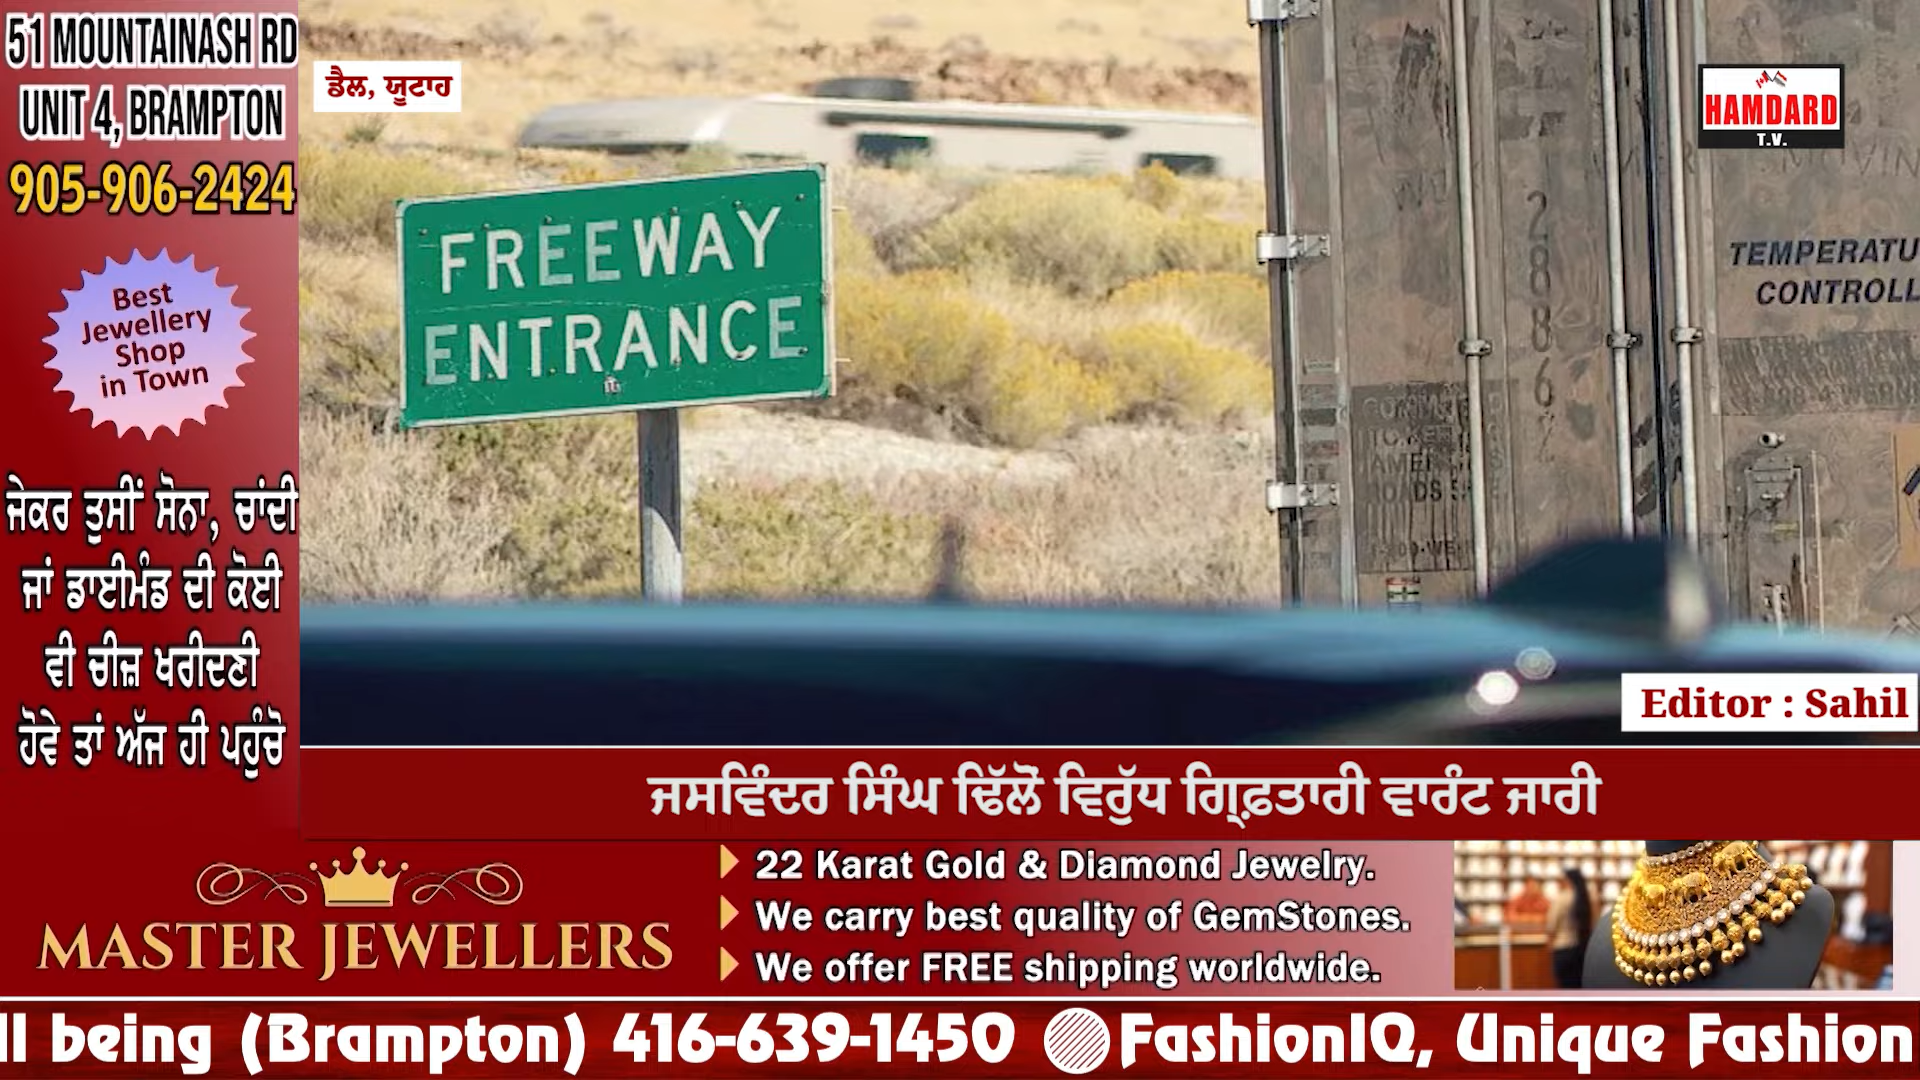 51 MOUNTAINASH RD
UNIT 4, BRAMPTON
905-906-2424
Best
Jewellery
Shop
in Town
ਜੇਕਰ ਤੁਸੀਂ ਸੋਨਾ, ਚਾਂਦੀ
ਜਾਂ ਡਾਈਮੰਡ ਦੀ ਕੋਈ
ਵੀ ਚੀਜ਼ ਖਰੀਦਣੀ
ਹੋਵੇ ਤਾਂ ਅੱਜ ਹੀ ਪਹੁੰਚੋ
ਡੈਲ, ਯੂਟਾਹ
FREEWAY
ENTRANCE
HAMDARD
T.V.
TEMPERATU
CONTROLL
Editor : Sahil
ਜਸਵਿੰਦਰ ਸਿੰਘ ਢਿੱਲੋਂ ਵਿਰੁੱਧ ਗ੍ਰਿਫ਼ਤਾਰੀ ਵਾਰੰਟ ਜਾਰੀ
MASTER JEWELLERS
22 Karat Gold & Diamond Jewelry.
We carry best quality of GemStones.
We offer FREE shipping worldwide.
ll being (Brampton) 416-639-1450 FashionIQ, Unique Fashion